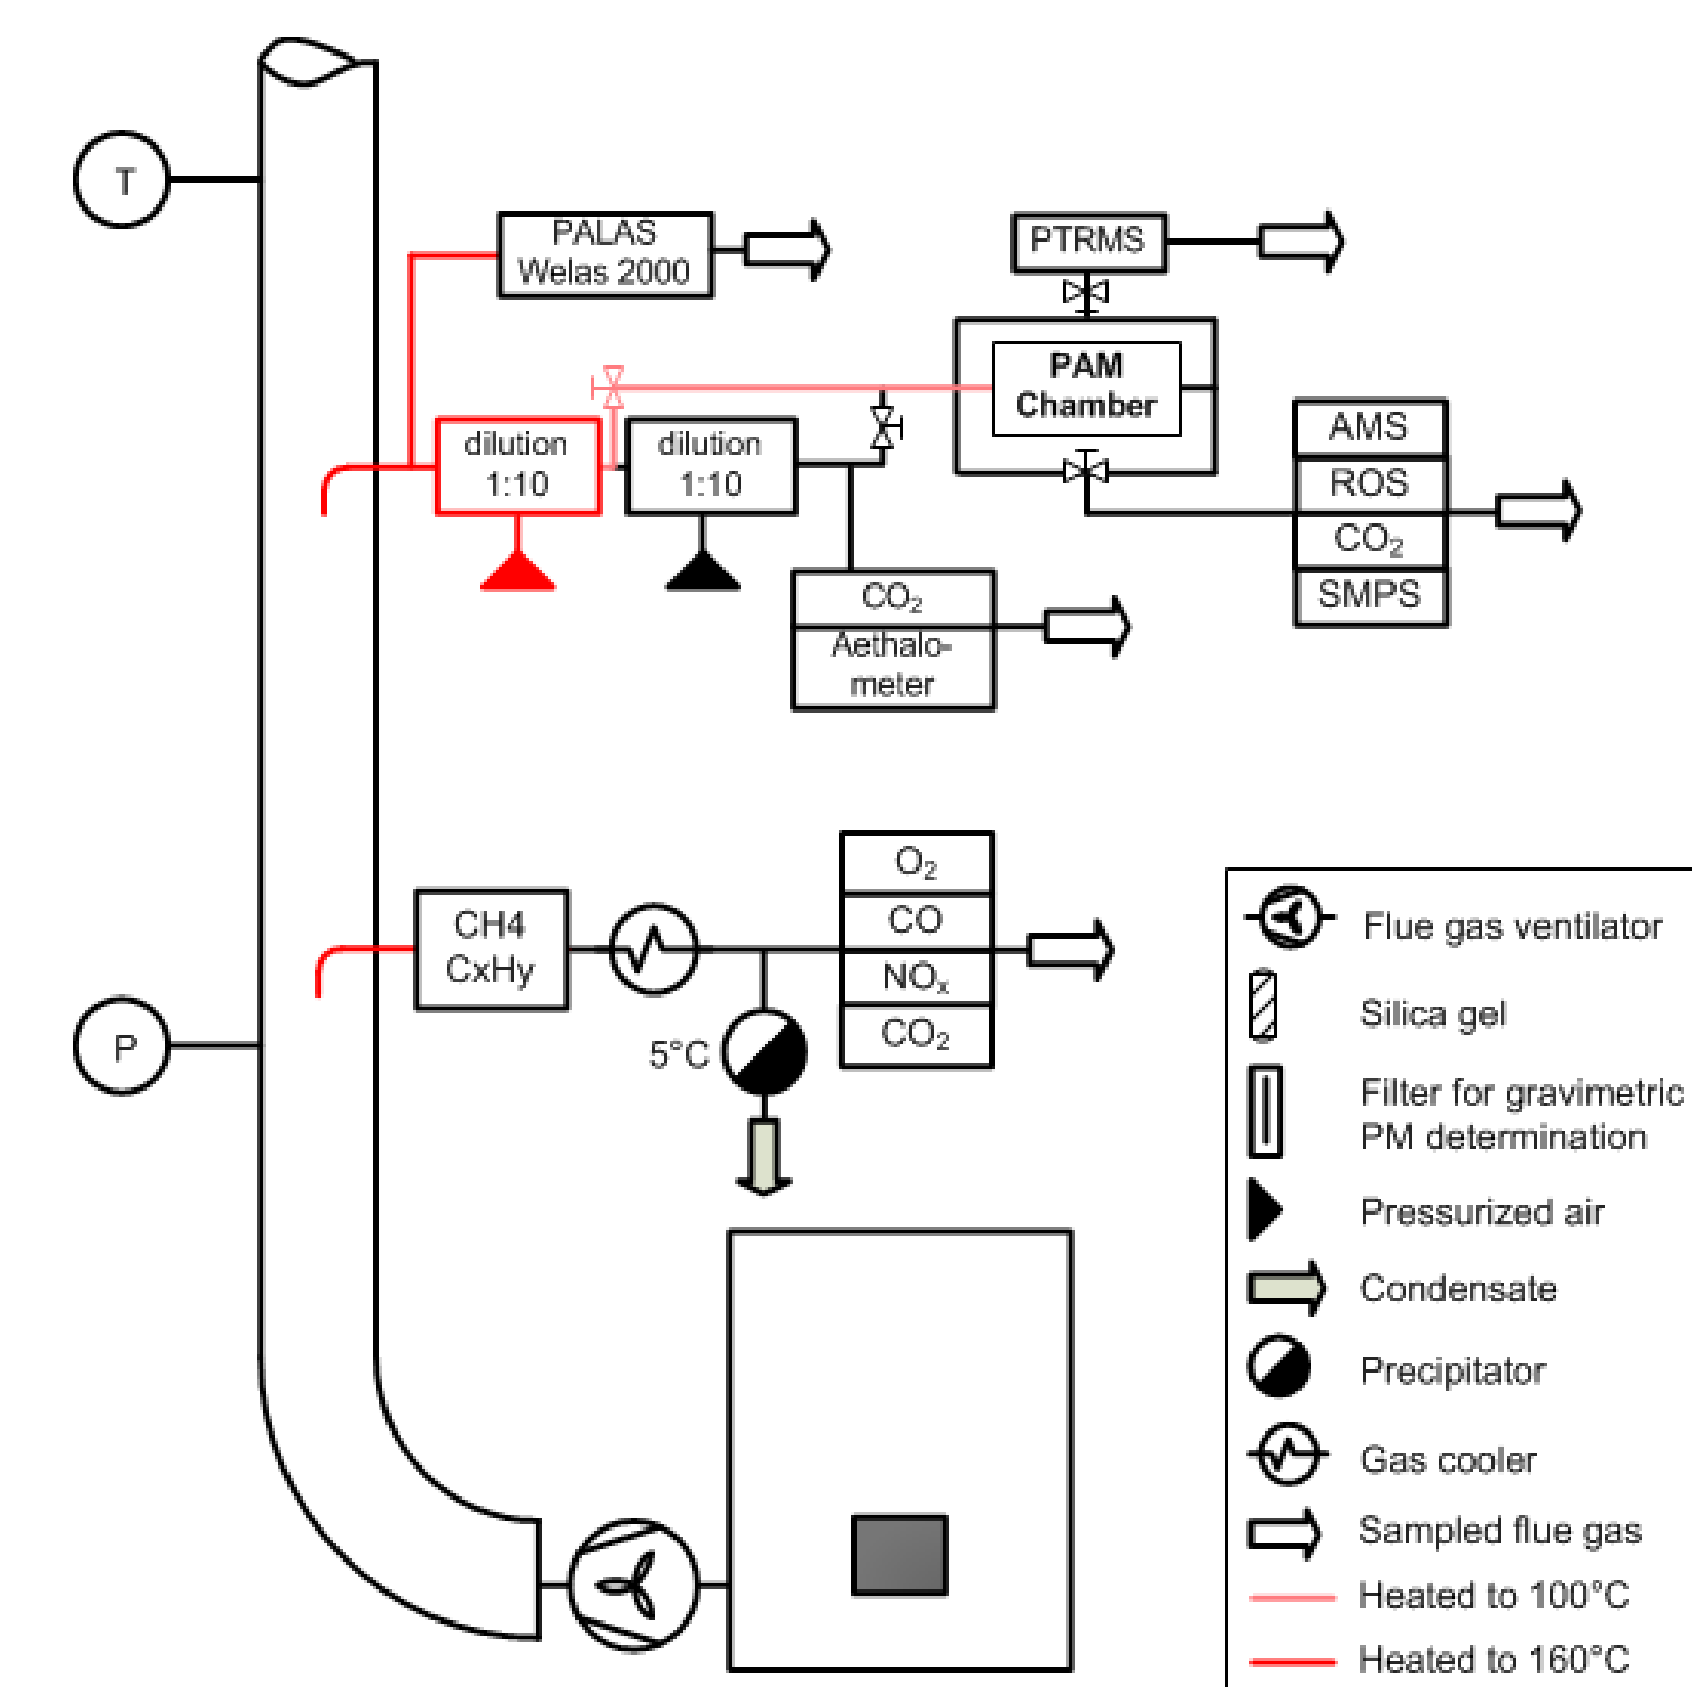 T
PALAS
Welas 2000
PTRMS
PAM
Chamber
dilution
1:10
dilution
1:10
AMS
ROS
CO₂
SMPS
CO₂
Aethalo-
meter
O₂
CO
NOₓ
CO₂
CH4
CxHy
5°C
P
Flue gas ventilator
Silica gel
Filter for gravimetric
PM determination
Pressurized air
Condensate
Precipitator
Gas cooler
Sampled flue gas
Heated to 100°C
Heated to 160°C